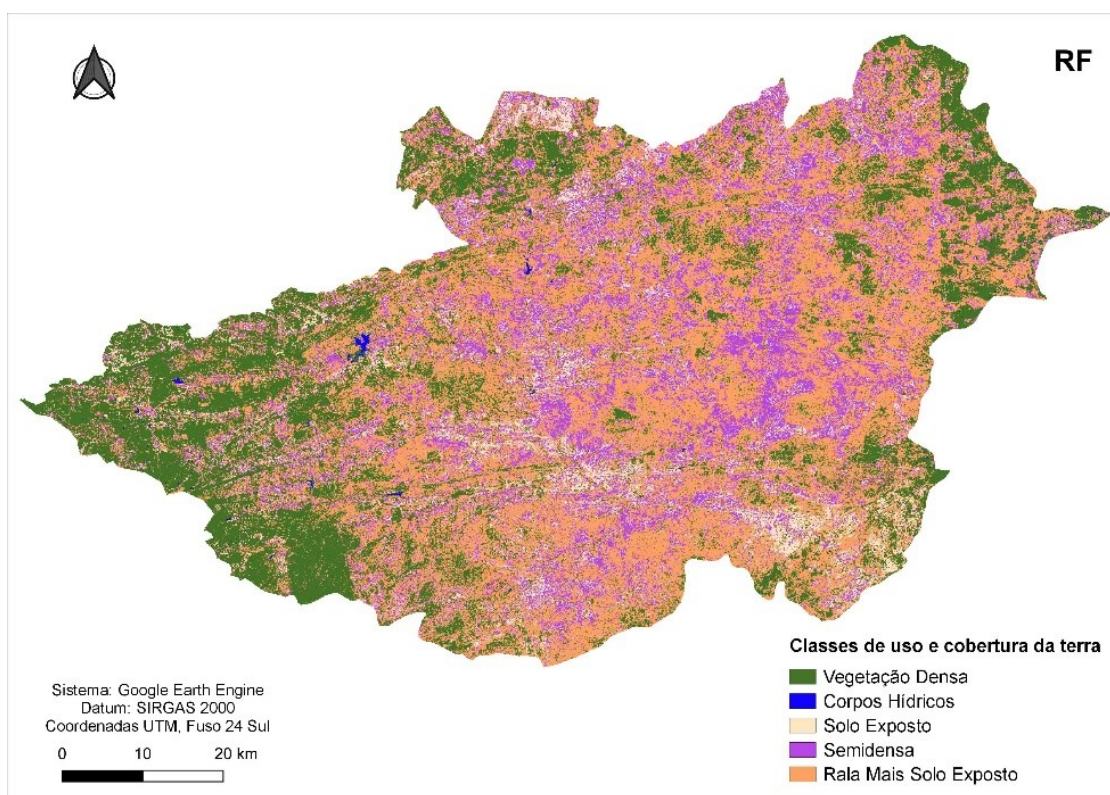 RF
Classes de uso e cobertura da terra
Vegetação Densa
Corpos Hídricos
Solo Exposto
Semidensa
Rala Mais Solo Exposto
Sistema: Google Earth Engine
Datum: SIRGAS 2000
Coordenadas UTM, Fuso 24 Sul
0 10 20 km